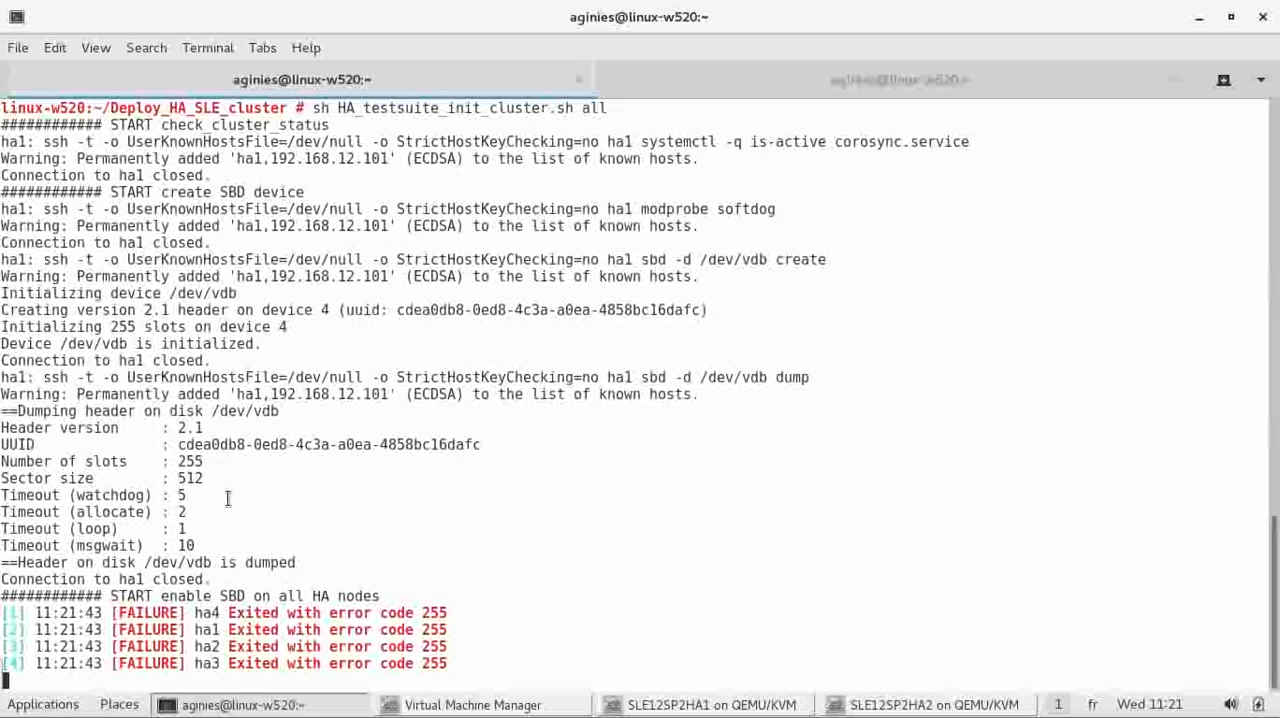 aginies@linux-w520:~
File Edit View Search Terminal Tabs Help
aginies@linux-w520:~ × aginies@linux-w520:~
linux-w520:~/Deploy_HA_SLE_cluster # sh HA_testsuite_init_cluster.sh all
############ START check_cluster_status
ha1: ssh -t -o UserKnownHostsFile=/dev/null -o StrictHostKeyChecking=no ha1 systemctl -q is-active corosync.service
Warning: Permanently added 'ha1,192.168.12.101' (ECDSA) to the list of known hosts.
Connection to ha1 closed.
############ START create SBD device
ha1: ssh -t -o UserKnownHostsFile=/dev/null -o StrictHostKeyChecking=no ha1 modprobe softdog
Warning: Permanently added 'ha1,192.168.12.101' (ECDSA) to the list of known hosts.
Connection to ha1 closed.
ha1: ssh -t -o UserKnownHostsFile=/dev/null -o StrictHostKeyChecking=no ha1 sbd -d /dev/vdb create
Warning: Permanently added 'ha1,192.168.12.101' (ECDSA) to the list of known hosts.
Initializing device /dev/vdb
Creating version 2.1 header on device 4 (uuid: cdea0db8-0ed8-4c3a-a0ea-4858bc16dafc)
Initializing 255 slots on device 4
Device /dev/vdb is initialized.
Connection to ha1 closed.
ha1: ssh -t -o UserKnownHostsFile=/dev/null -o StrictHostKeyChecking=no ha1 sbd -d /dev/vdb dump
Warning: Permanently added 'ha1,192.168.12.101' (ECDSA) to the list of known hosts.
==Dumping header on disk /dev/vdb
Header version     : 2.1
UUID               : cdea0db8-0ed8-4c3a-a0ea-4858bc16dafc
Number of slots    : 255
Sector size        : 512
Timeout (watchdog) : 5
Timeout (allocate) : 2
Timeout (loop)     : 1
Timeout (msgwait)  : 10
==Header on disk /dev/vdb is dumped
Connection to ha1 closed.
############ START enable SBD on all HA nodes
[1] 11:21:43 [FAILURE] ha4 Exited with error code 255
[2] 11:21:43 [FAILURE] ha1 Exited with error code 255
[3] 11:21:43 [FAILURE] ha2 Exited with error code 255
[4] 11:21:43 [FAILURE] ha3 Exited with error code 255
Applications Places aginies@linux-w520:~ Virtual Machine Manager SLE12SP2HA1 on QEMU/KVM SLE12SP2HA2 on QEMU/KVM 1 fr Wed 11:21